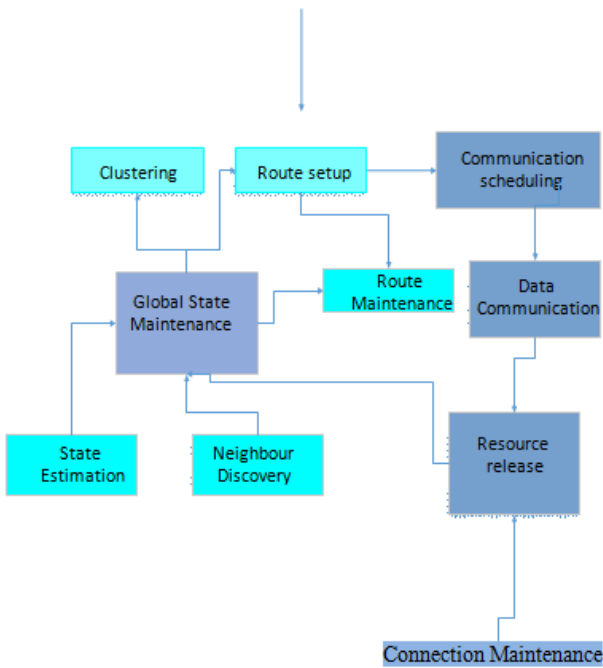 Clustering
Route setup
Communication
scheduling
Global State
Maintenance
Route
Maintenance
Data
Communication
State
Estimation
Neighbour
Discovery
Resource
release
Connection Maintenance